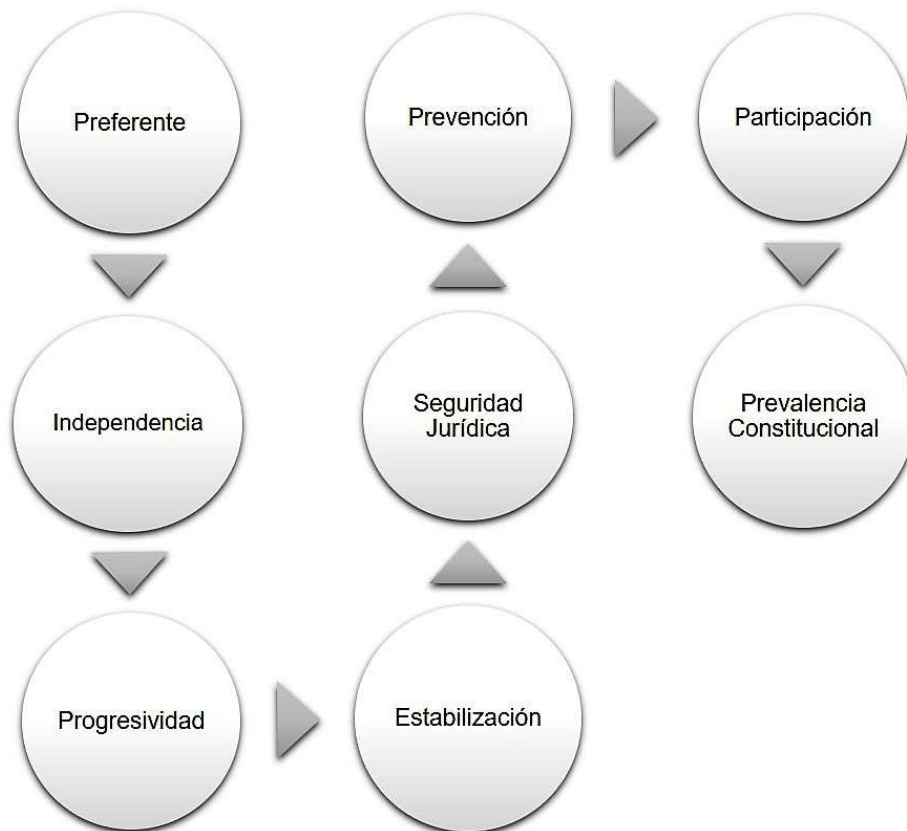 Preferente
Independencia
Progresividad
Estabilización
Seguridad
Jurídica
Prevención
Participación
Prevalencia
Constitucional